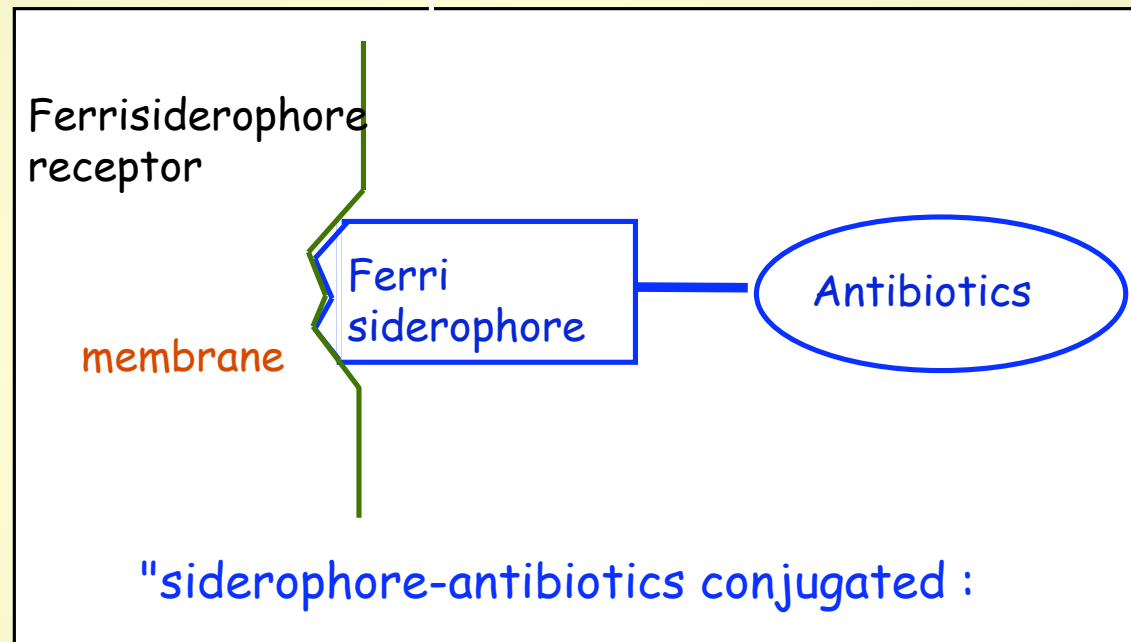 Ferrisiderophore
receptor
Ferri
siderophore
Antibiotics
membrane
"siderophore-antibiotics conjugated :